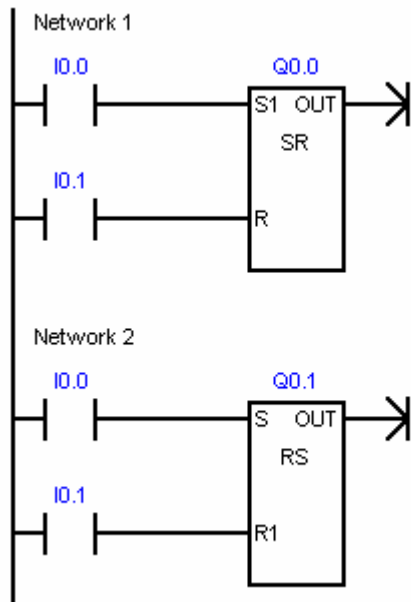 Network 1
I0.0 Q0.0
S1 OUT
SR
I0.1
R
Network 2
I0.0 Q0.1
S OUT
RS
I0.1
R1